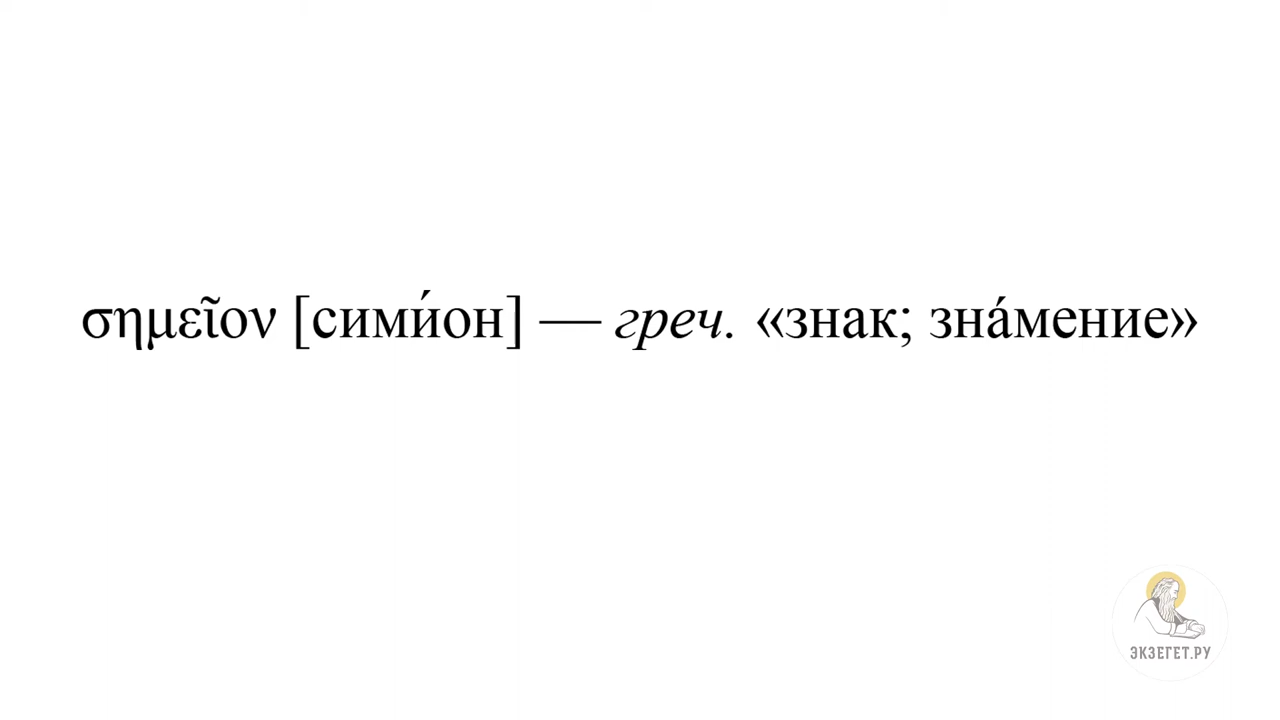 σημεῖον [сими́он] — греч. «знак; зна́мение»
ЭКЗЕГЕТ.РУ